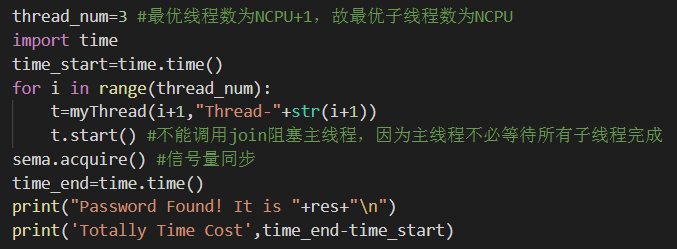 thread_num=3 #最优线程数为NCPU+1，故最优子线程数为NCPU
import time
time_start=time.time()
for i in range(thread_num):
    t=myThread(i+1,"Thread-"+str(i+1))
    t.start() #不能调用join阻塞主线程，因为主线程不必等待所有子线程完成
sema.acquire() #信号量同步
time_end=time.time()
print("Password Found! It is "+res+"\n")
print('Totally Time Cost',time_end-time_start)